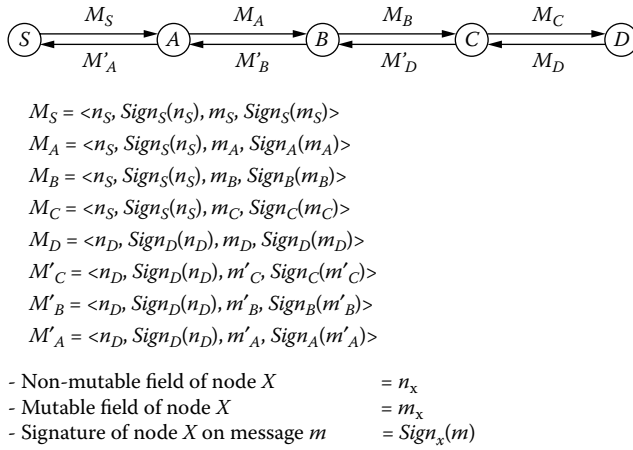 M_S M_A M_B M_C
S A B C D
M'_A M'_B M'_D M_D
M_S = <n_S, Sign_S(n_S), m_S, Sign_S(m_S)>
M_A = <n_S, Sign_S(n_S), m_A, Sign_A(m_A)>
M_B = <n_S, Sign_S(n_S), m_B, Sign_B(m_B)>
M_C = <n_S, Sign_S(n_S), m_C, Sign_C(m_C)>
M_D = <n_D, Sign_D(n_D), m_D, Sign_D(m_D)>
M'_C = <n_D, Sign_D(n_D), m'_C, Sign_C(m'_C)>
M'_B = <n_D, Sign_D(n_D), m'_B, Sign_B(m'_B)>
M'_A = <n_D, Sign_D(n_D), m'_A, Sign_A(m'_A)>
- Non-mutable field of node X = n_x
- Mutable field of node X = m_x
- Signature of node X on message m = Sign_x(m)